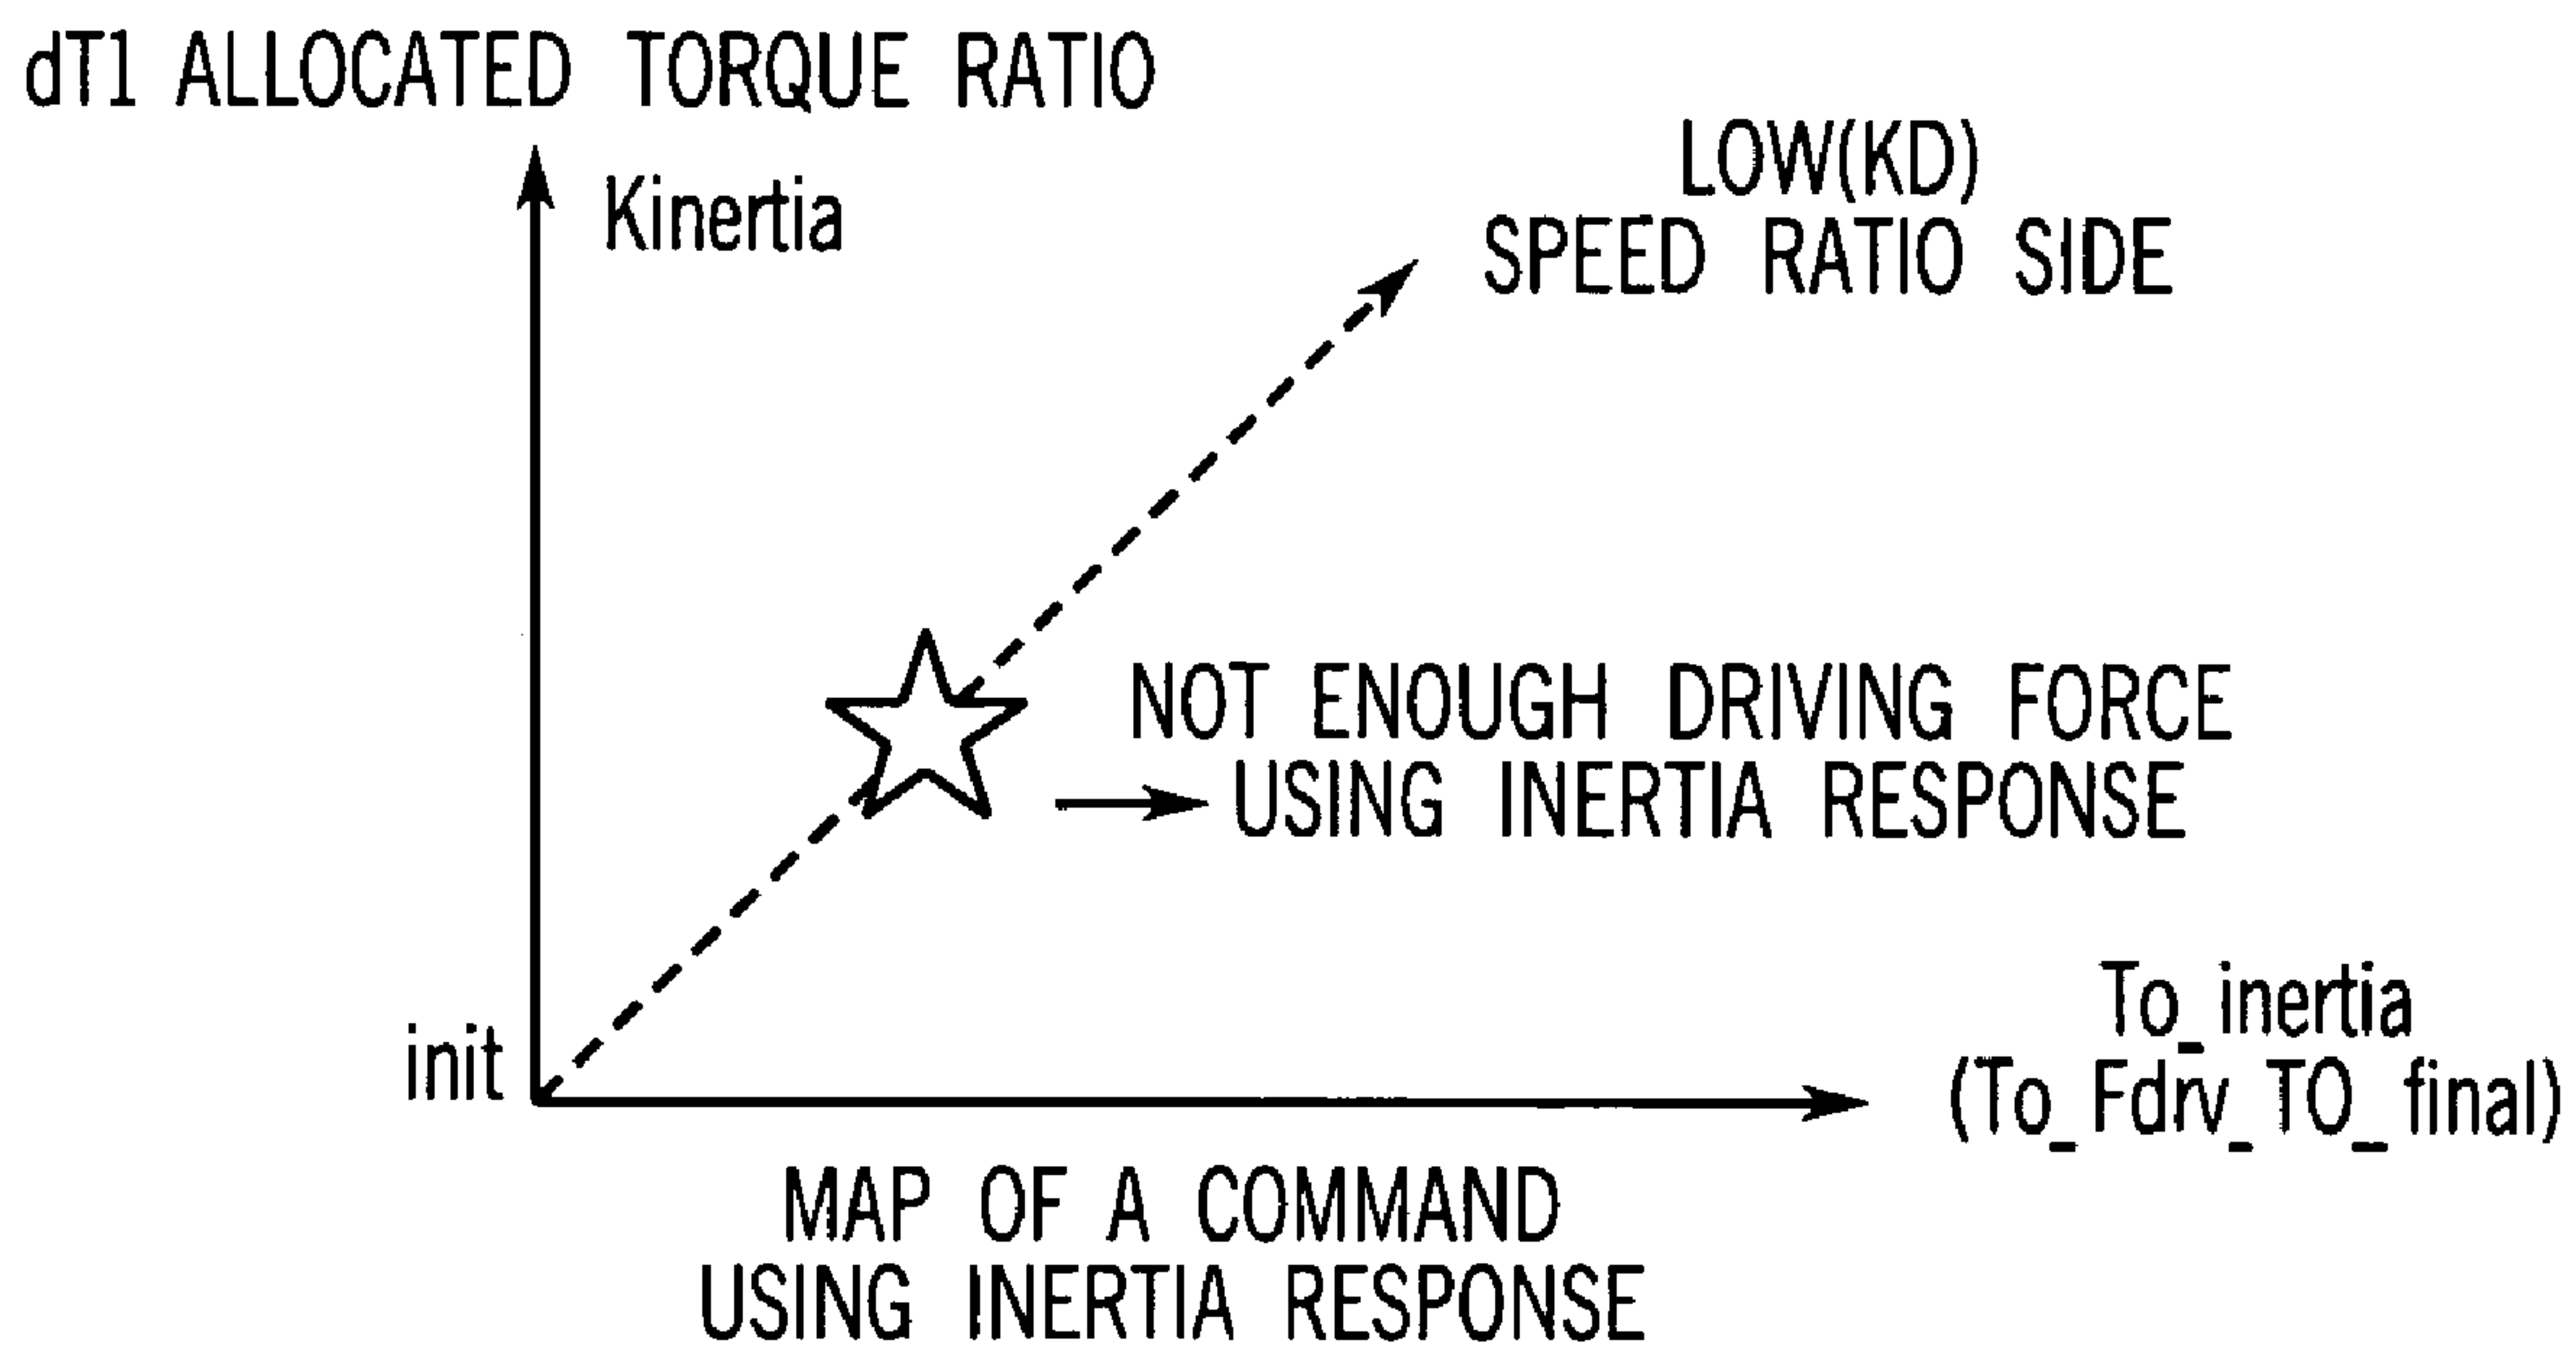 dT1 ALLOCATED TORQUE RATIO
Kinertia
LOW(KD)
SPEED RATIO SIDE
NOT ENOUGH DRIVING FORCE
USING INERTIA RESPONSE
init
To_inertia
(To_Fdrv_TO_final)
MAP OF A COMMAND
USING INERTIA RESPONSE